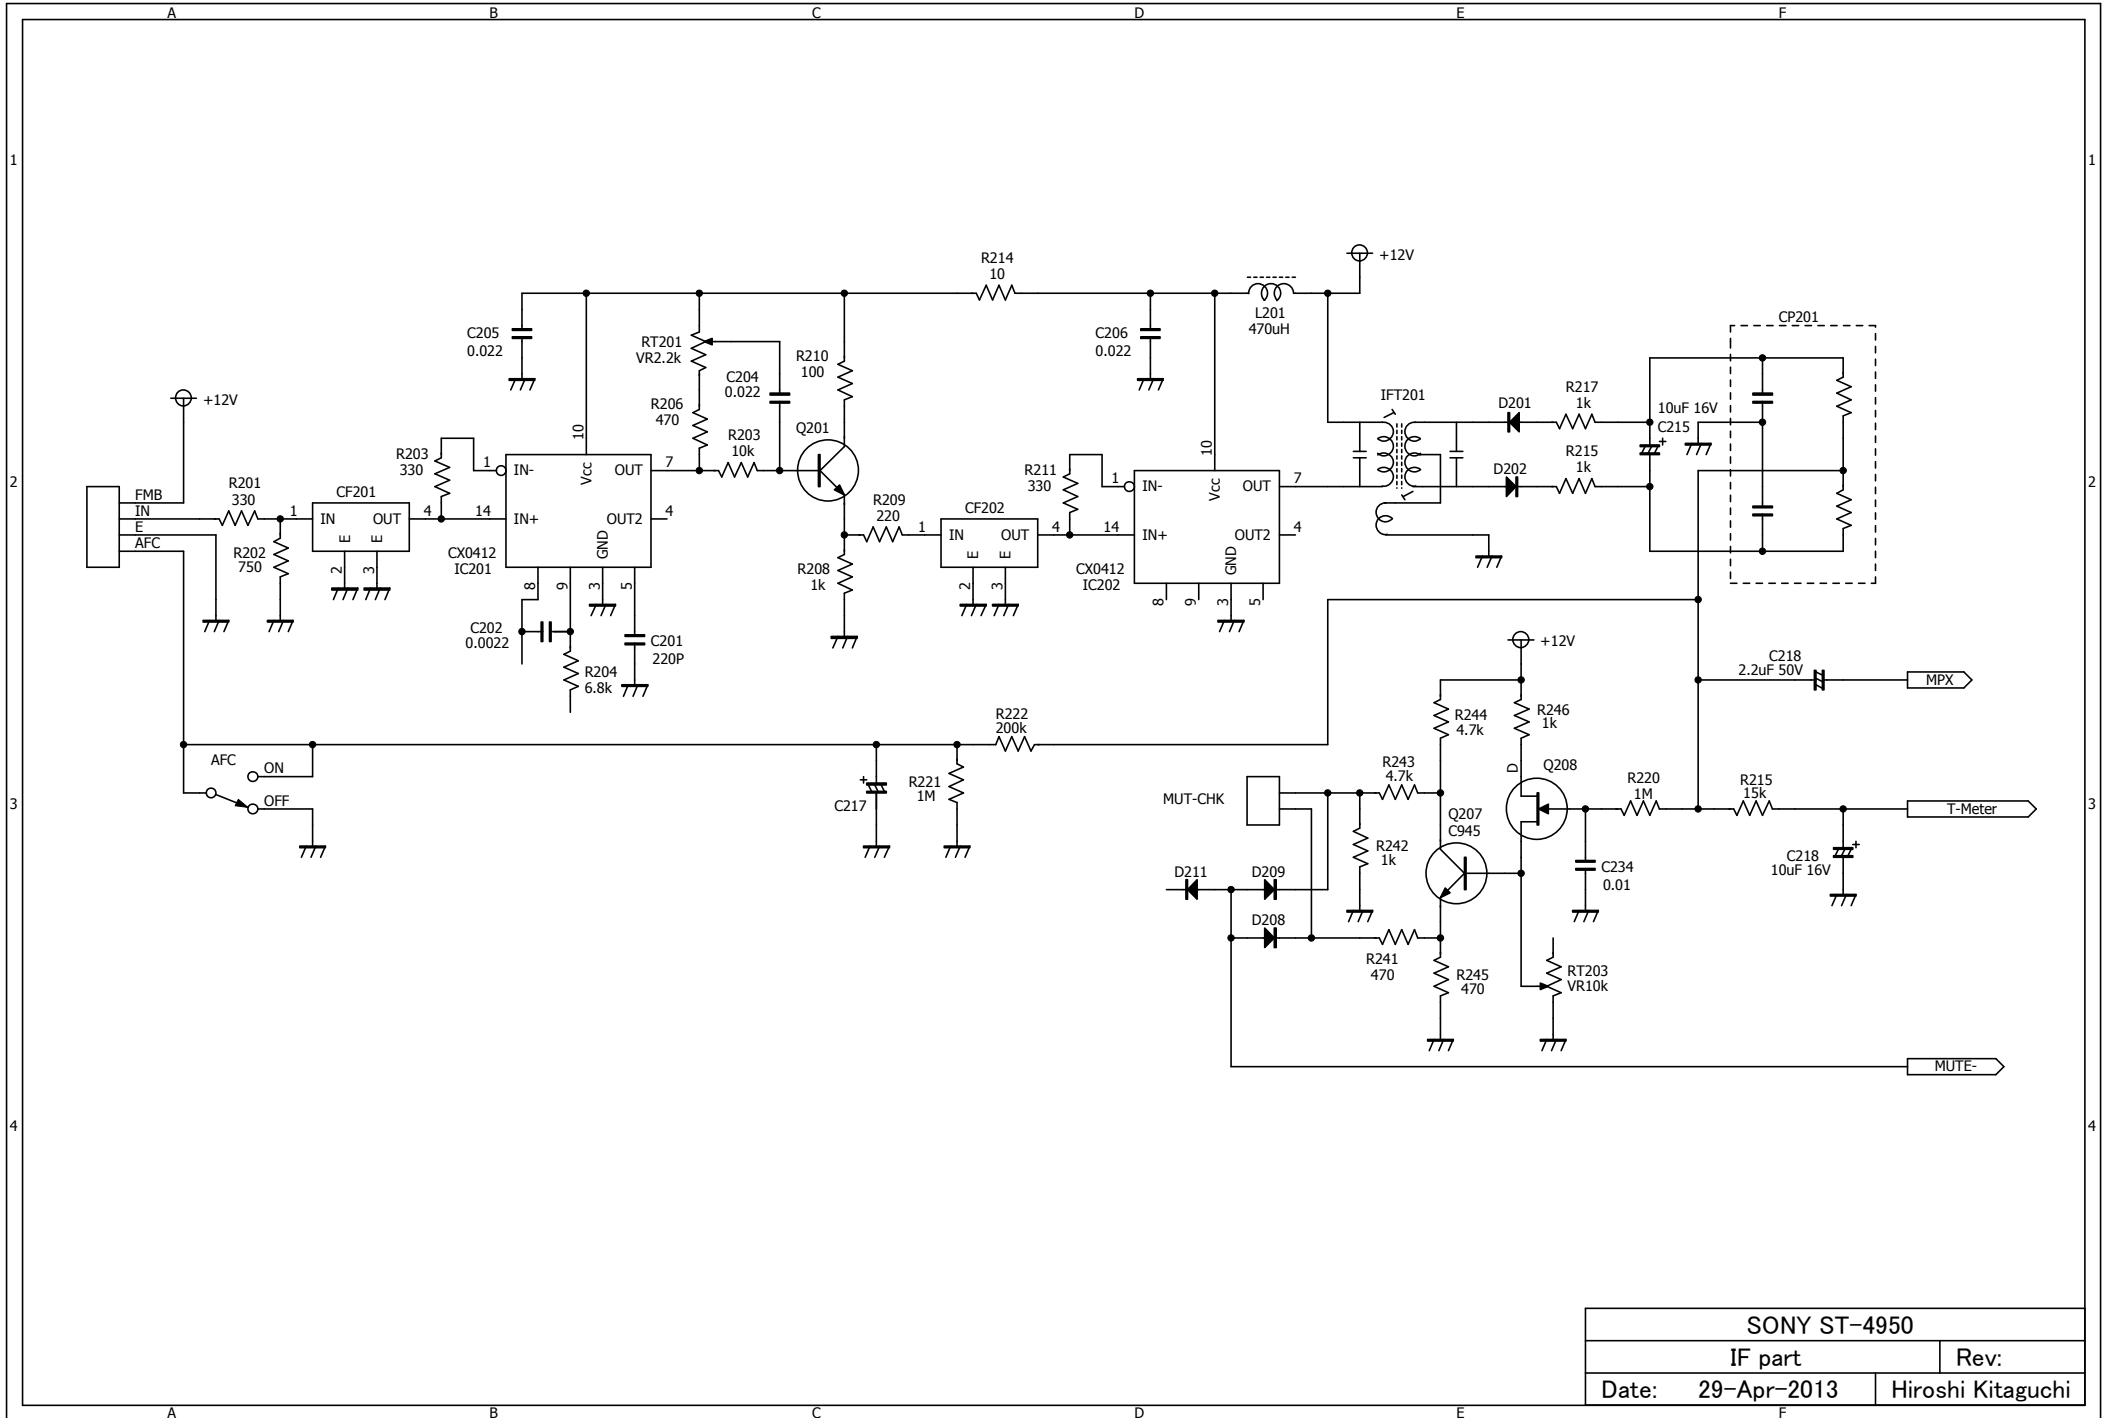 A B C D E F
1 1
R214
10
+12V
L201
470uH
CP201
C205
0.022
RT201
VR2.2k
C206
0.022
R210
100
C204
0.022
+12V
R206
470
IFT201
R217
1k
D201
10uF 16V
C215
+
Q201
R203
10k
R203
330
10
1 IN- Vcc OUT 7
14 IN+ OUT2 4
GND
8 9 3 5
CX0412
IC201
R211
330
10
1 IN- Vcc OUT 7
14 IN+ OUT2 4
GND
8 9 3 5
CX0412
IC202
D202
R215
1k
2 2
FMB
IN
E
AFC
R201
330
R202
750
CF201
1 IN OUT 4
E E
2 3
R209
220
CF202
1 IN OUT 4
E E
2 3
R208
1k
C202
0.0022
C201
220P
R204
6.8k
+12V
C218
2.2uF 50V
MPX
R222
200k
R244
4.7k
R246
1k
AFC
ON
OFF
+
C217
R221
1M
R243
4.7k
D
Q208
R220
1M
R215
15k
3 3
MUT-CHK
T-Meter
Q207
C945
R242
1k
C234
0.01
C218
10uF 16V
+
D211
D209
D208
R241
470
R245
470
RT203
VR10k
MUTE-
4 4
SONY ST-4950
IF part Rev:
Date: 29-Apr-2013 Hiroshi Kitaguchi
A B C D E F